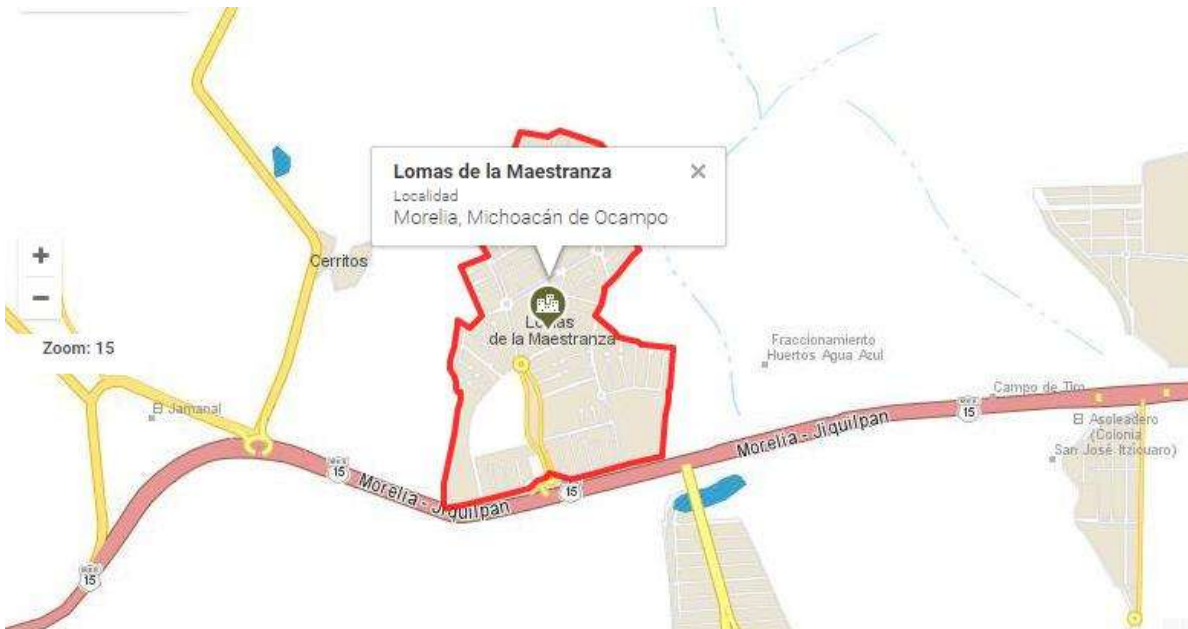 Lomas de la Maestranza
Localidad
Morelia, Michoacán de Ocampo
×
+
−
Zoom: 15
Cerritos
Lomas
de la Maestranza
Fraccionamiento
Huertos Agua Azul
El Jamanal
Campo de Tiro
15
El Asoleadero
(Colonia
San José Itzicuaro)
Morelia - Jiquilpan
15
Morelia - Jiquilpan
15
MEX
15